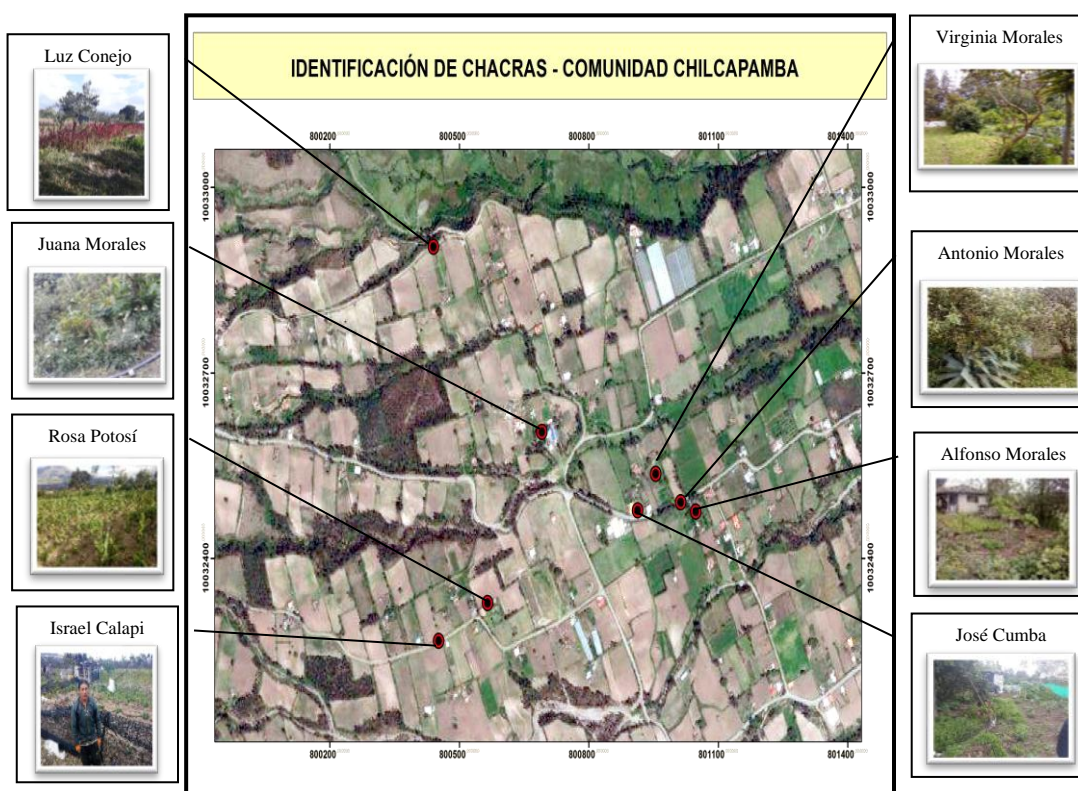 IDENTIFICACIÓN DE CHACRAS - COMUNIDAD CHILCAPAMBA
Luz Conejo
Juana Morales
Rosa Potosí
Israel Calapi
800200
800500
800800
801100
801400
10033000
10032700
10032400
10033000
10032700
10032400
800200
800500
800800
801100
801400
Virginia Morales
Antonio Morales
Alfonso Morales
José Cumba